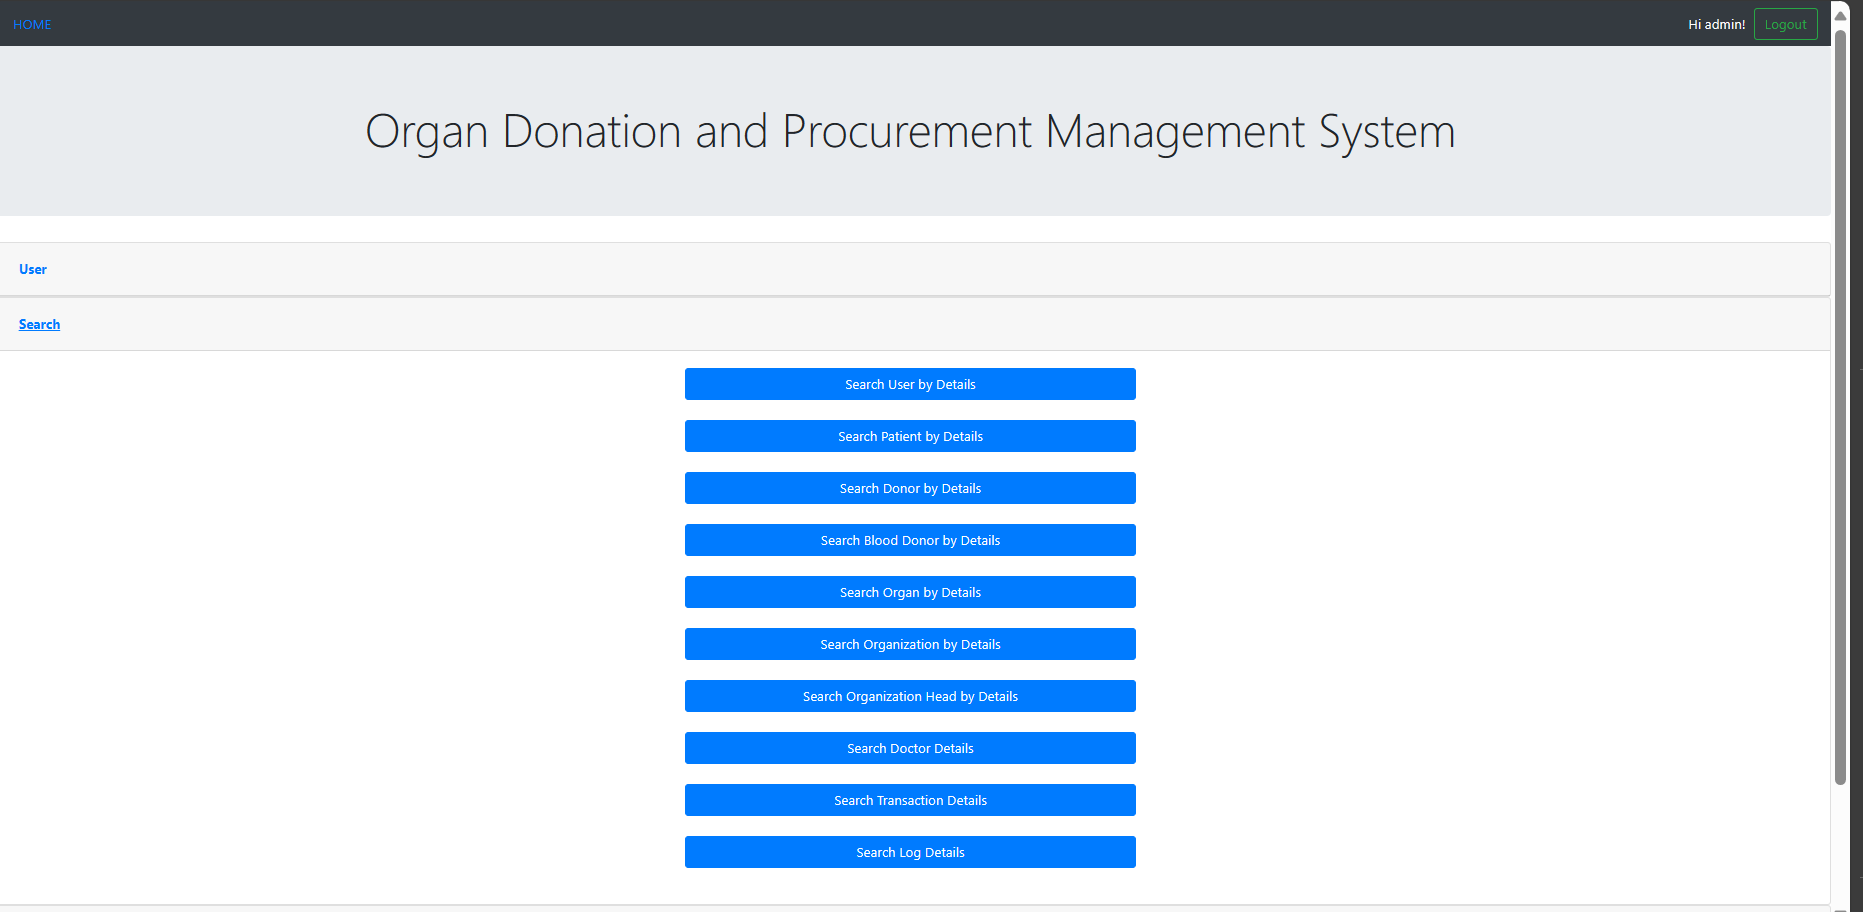 HOME
Hi admin! Logout
Organ Donation and Procurement Management System
User
Search
Search User by Details
Search Patient by Details
Search Donor by Details
Search Blood Donor by Details
Search Organ by Details
Search Organization by Details
Search Organization Head by Details
Search Doctor Details
Search Transaction Details
Search Log Details